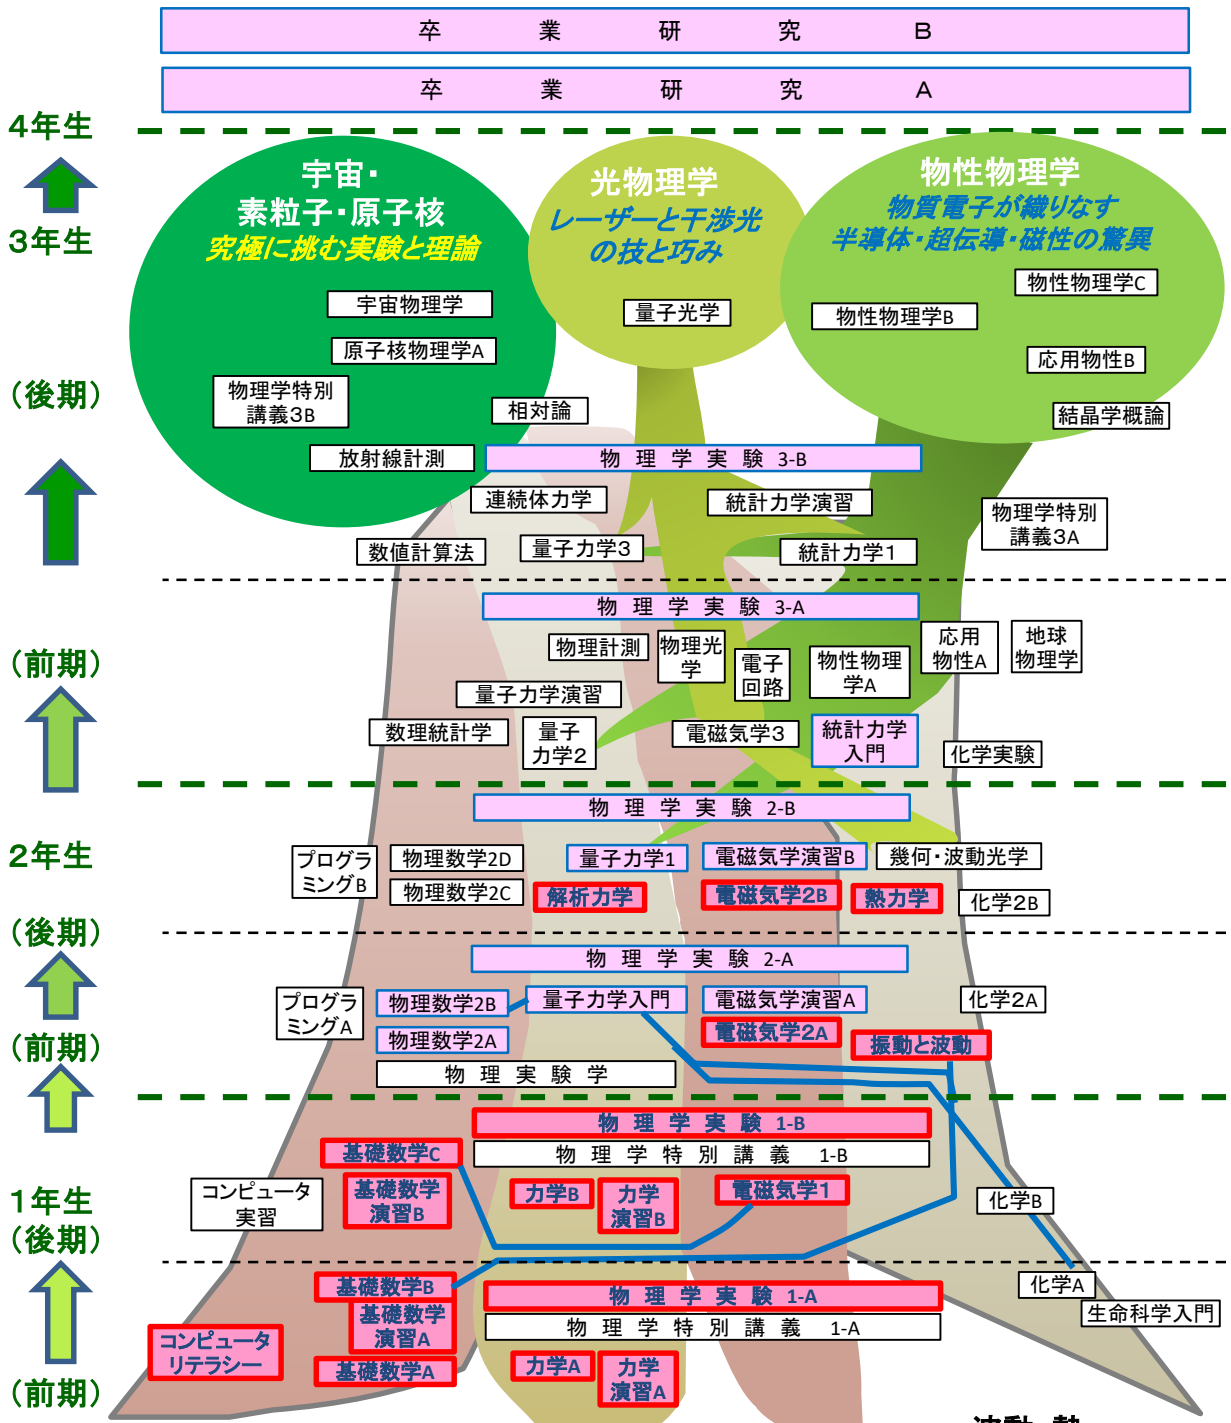 卒業研究B
卒業研究A
4年生
宇宙・
素粒子・原子核
究極に挑む実験と理論
光物理学
レーザーと干渉光
の技と巧み
物性物理学
物質電子が織りなす
半導体・超伝導・磁性の驚異
3年生
物性物理学C
宇宙物理学
量子光学
物性物理学B
原子核物理学A
応用物性B
(後期)
物理学特別
講義3B
相対論
結晶学概論
放射線計測
物理学実験 3-B
連続体力学
統計力学演習
物理学特別
講義3A
数値計算法
量子力学3
統計力学1
物理学実験 3-A
(前期)
物理計測
物理光
学
電子
回路
物性物理
学A
応用
物性A
地球
物理学
量子力学演習
数理統計学
量子
力学2
電磁気学3
統計力学
入門
化学実験
物理学実験 2-B
2年生
プログラ
ミングB
物理数学2D
量子力学1
電磁気学演習B
幾何・波動光学
物理数学2C
解析力学
電磁気学2B
熱力学
化学2B
(後期)
物理学実験 2-A
プログラ
ミングA
物理数学2B
量子力学入門
電磁気学演習A
化学2A
物理数学2A
電磁気学2A
振動と波動
(前期)
物理実験学
物理学実験 1-B
基礎数学C
物理学特別講義 1-B
1年生
(後期)
コンピュータ
実習
基礎数学
演習B
力学B
力学
演習B
電磁気学1
化学B
基礎数学B
物理学実験 1-A
化学A
生命科学入門
基礎数学
演習A
物理学特別講義 1-A
コンピュータ
リテラシー
基礎数学A
力学A
力学
演習A
(前期)